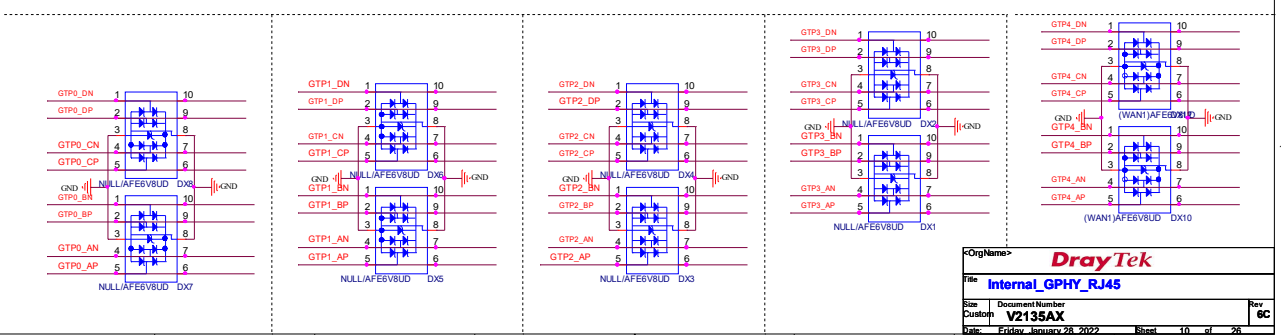 GTP0_DN 1 10
GTP0_DP 2 9
3 8
GTP0_CN 4 7
GTP0_CP 5 6
NULL/AFE6V8UD DX8
GND GND
GTP0_BN 1 10
GTP0_BP 2 9
3 8
GTP0_AN 4 7
GTP0_AP 5 6
NULL/AFE6V8UD DX7
GTP1_DN 1 10
GTP1_DP 2 9
3 8
GTP1_CN 4 7
GTP1_CP 5 6
NULL/AFE6V8UD DX6
GND GND
GTP1_BN 1 10
GTP1_BP 2 9
3 8
GTP1_AN 4 7
GTP1_AP 5 6
NULL/AFE6V8UD DX5
GTP2_DN 1 10
GTP2_DP 2 9
3 8
GTP2_CN 4 7
GTP2_CP 5 6
NULL/AFE6V8UD DX4
GND GND
GTP2_BN 1 10
GTP2_BP 2 9
3 8
GTP2_AN 4 7
GTP2_AP 5 6
NULL/AFE6V8UD DX3
GTP3_DN 1 10
GTP3_DP 2 9
3 8
GTP3_CN 4 7
GTP3_CP 5 6
NULL/AFE6V8UD DX2
GND GND
GTP3_BN 1 10
GTP3_BP 2 9
3 8
GTP3_AN 4 7
GTP3_AP 5 6
NULL/AFE6V8UD DX1
GTP4_DN 1 10
GTP4_DP 2 9
3 8
GTP4_CN 4 7
GTP4_CP 5 6
(WAN1)AFE6V8UD
GND GND
GTP4_BN 1 10
GTP4_BP 2 9
3 8
GTP4_AN 4 7
GTP4_AP 5 6
(WAN1)AFE6V8UD DX10
<OrgName>
DrayTek
Title
Internal_GPHY_RJ45
Size Document Number Rev
Custom V2135AX 6C
Date: Friday, January 28, 2022 Sheet 10 of 26